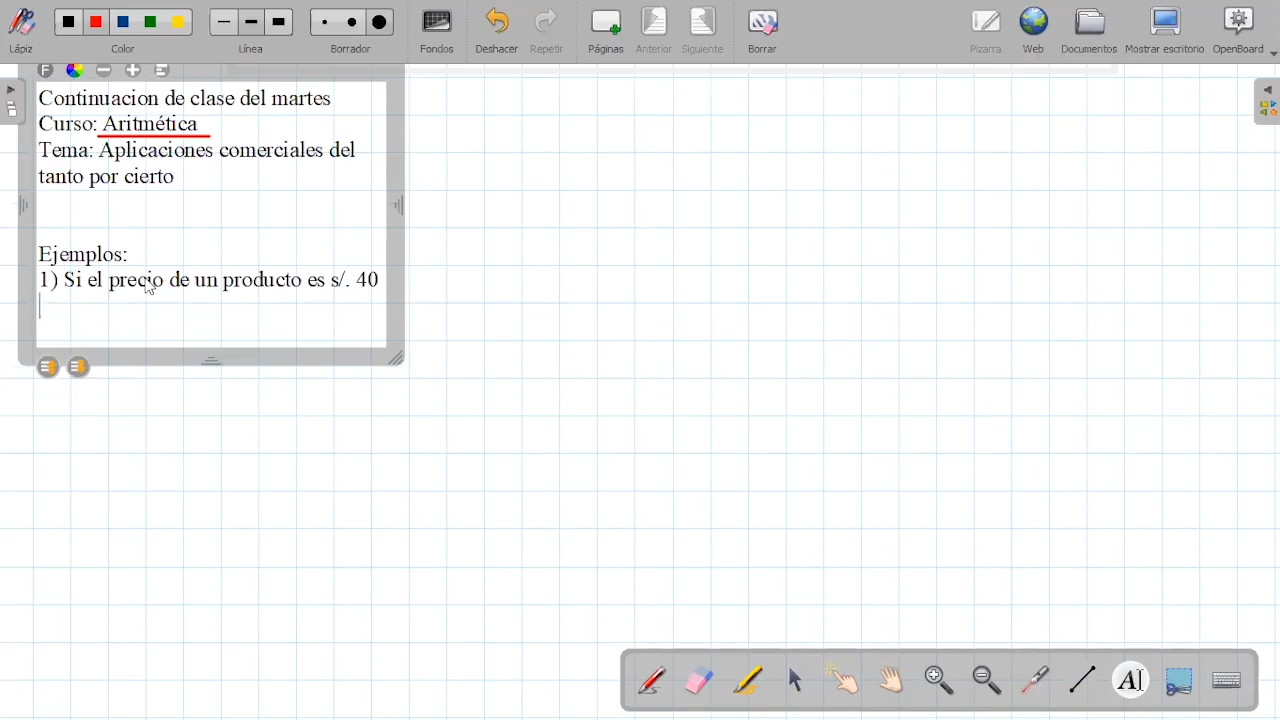 Lápiz
Color
Línea
Borrador
Fondos
Deshacer
Repetir
Páginas
Anterior
Siguiente
Borrar
Pizarra
Web
Documentos
Mostrar escritorio
OpenBoard
F
Continuacion de clase del martes
Curso: Aritmética
Tema: Aplicaciones comerciales del
tanto por cierto
Ejemplos:
1) Si el precio de un producto es s/. 40
A